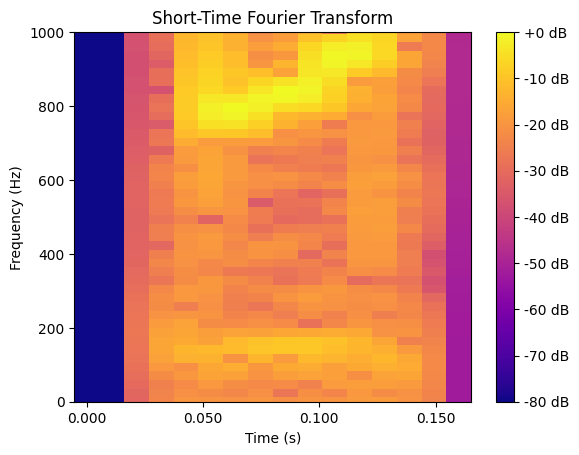 Short-Time Fourier Transform
1000
800
600
400
200
0
Frequency (Hz)
0.000
0.050
0.100
0.150
Time (s)
+0 dB
-10 dB
-20 dB
-30 dB
-40 dB
-50 dB
-60 dB
-70 dB
-80 dB